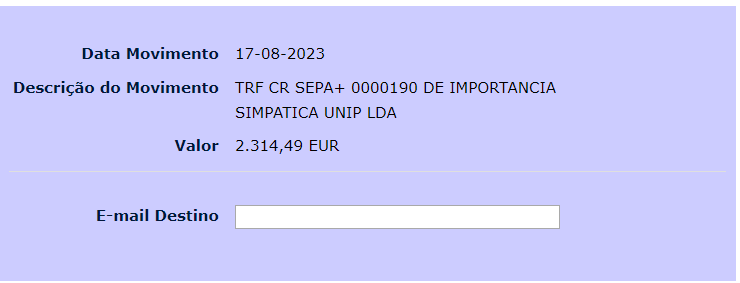 Data Movimento 17-08-2023
Descrição do Movimento TRF CR SEPA+ 0000190 DE IMPORTANCIA
SIMPATICA UNIP LDA
Valor 2.314,49 EUR
E-mail Destino